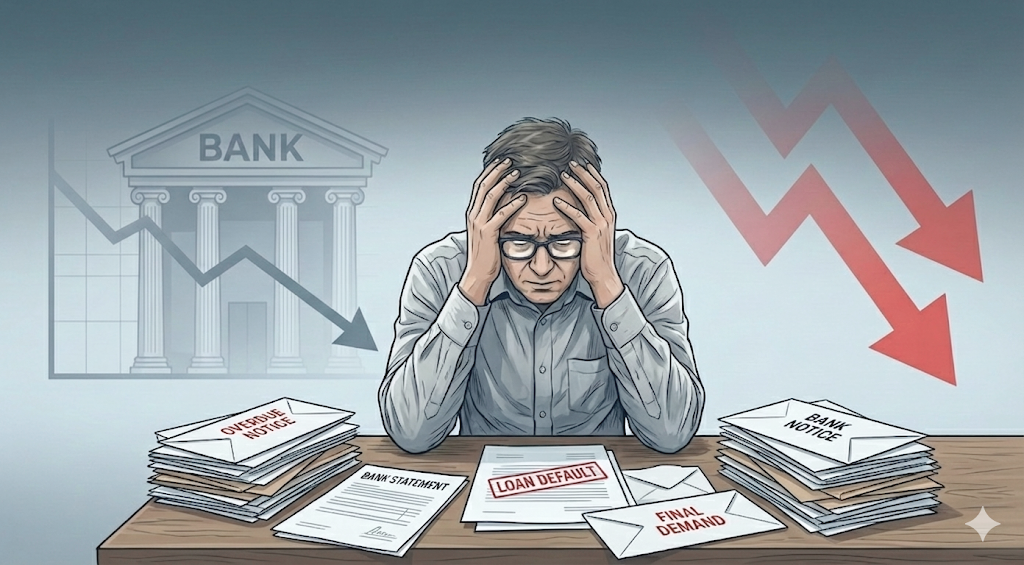 BANK
OVERDUE
NOTICE
BANK STATEMENT
LOAN DEFAULT
FINAL
DEMAND
BANK
NOTICE